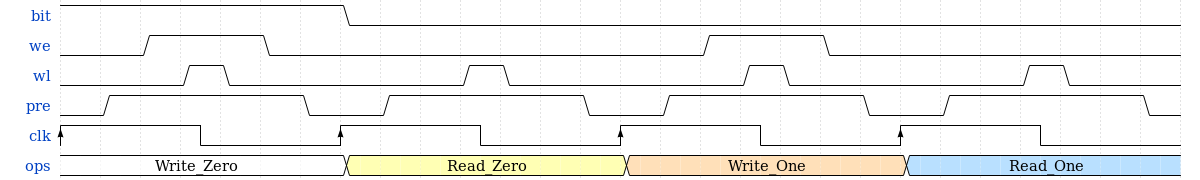 bit
we
wl
pre
clk
ops Write_Zero Read_Zero Write_One Read_One